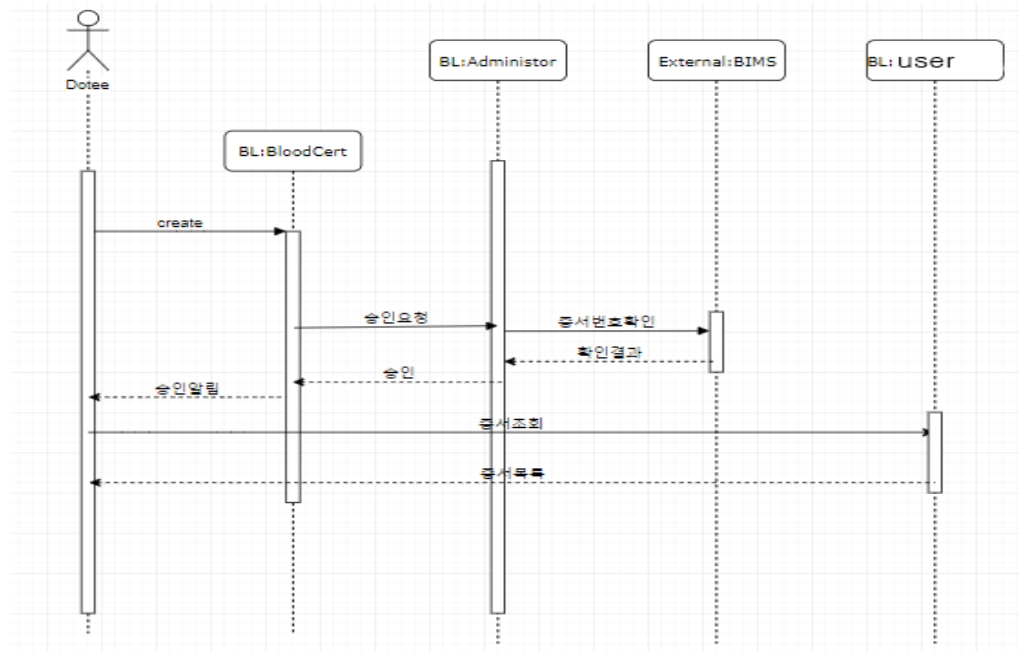 BL:Administor
External:BIMS
BL:user
Dotee
BL:BloodCert
create
승인요청
증서번호확인
확인결과
승인
승인알림
증서조회
증서목록